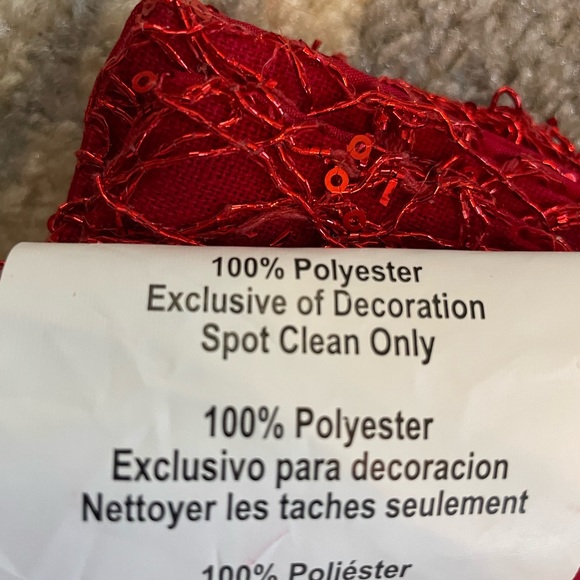 100% Polyester
Exclusive of Decoration
Spot Clean Only
100% Polyester
Exclusivo para decoracion
Nettoyer les taches seulement
100% Poliéster